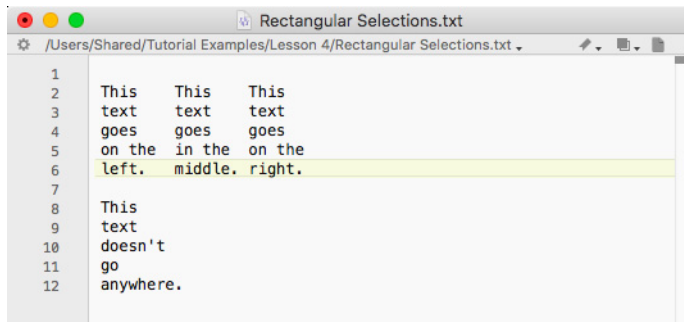 Rectangular Selections.txt
/Users/Shared/Tutorial Examples/Lesson 4/Rectangular Selections.txt
1
2 This This This
3 text text text
4 goes goes goes
5 on the in the on the
6 left. middle. right.
7
8 This
9 text
10 doesn't
11 go
12 anywhere.